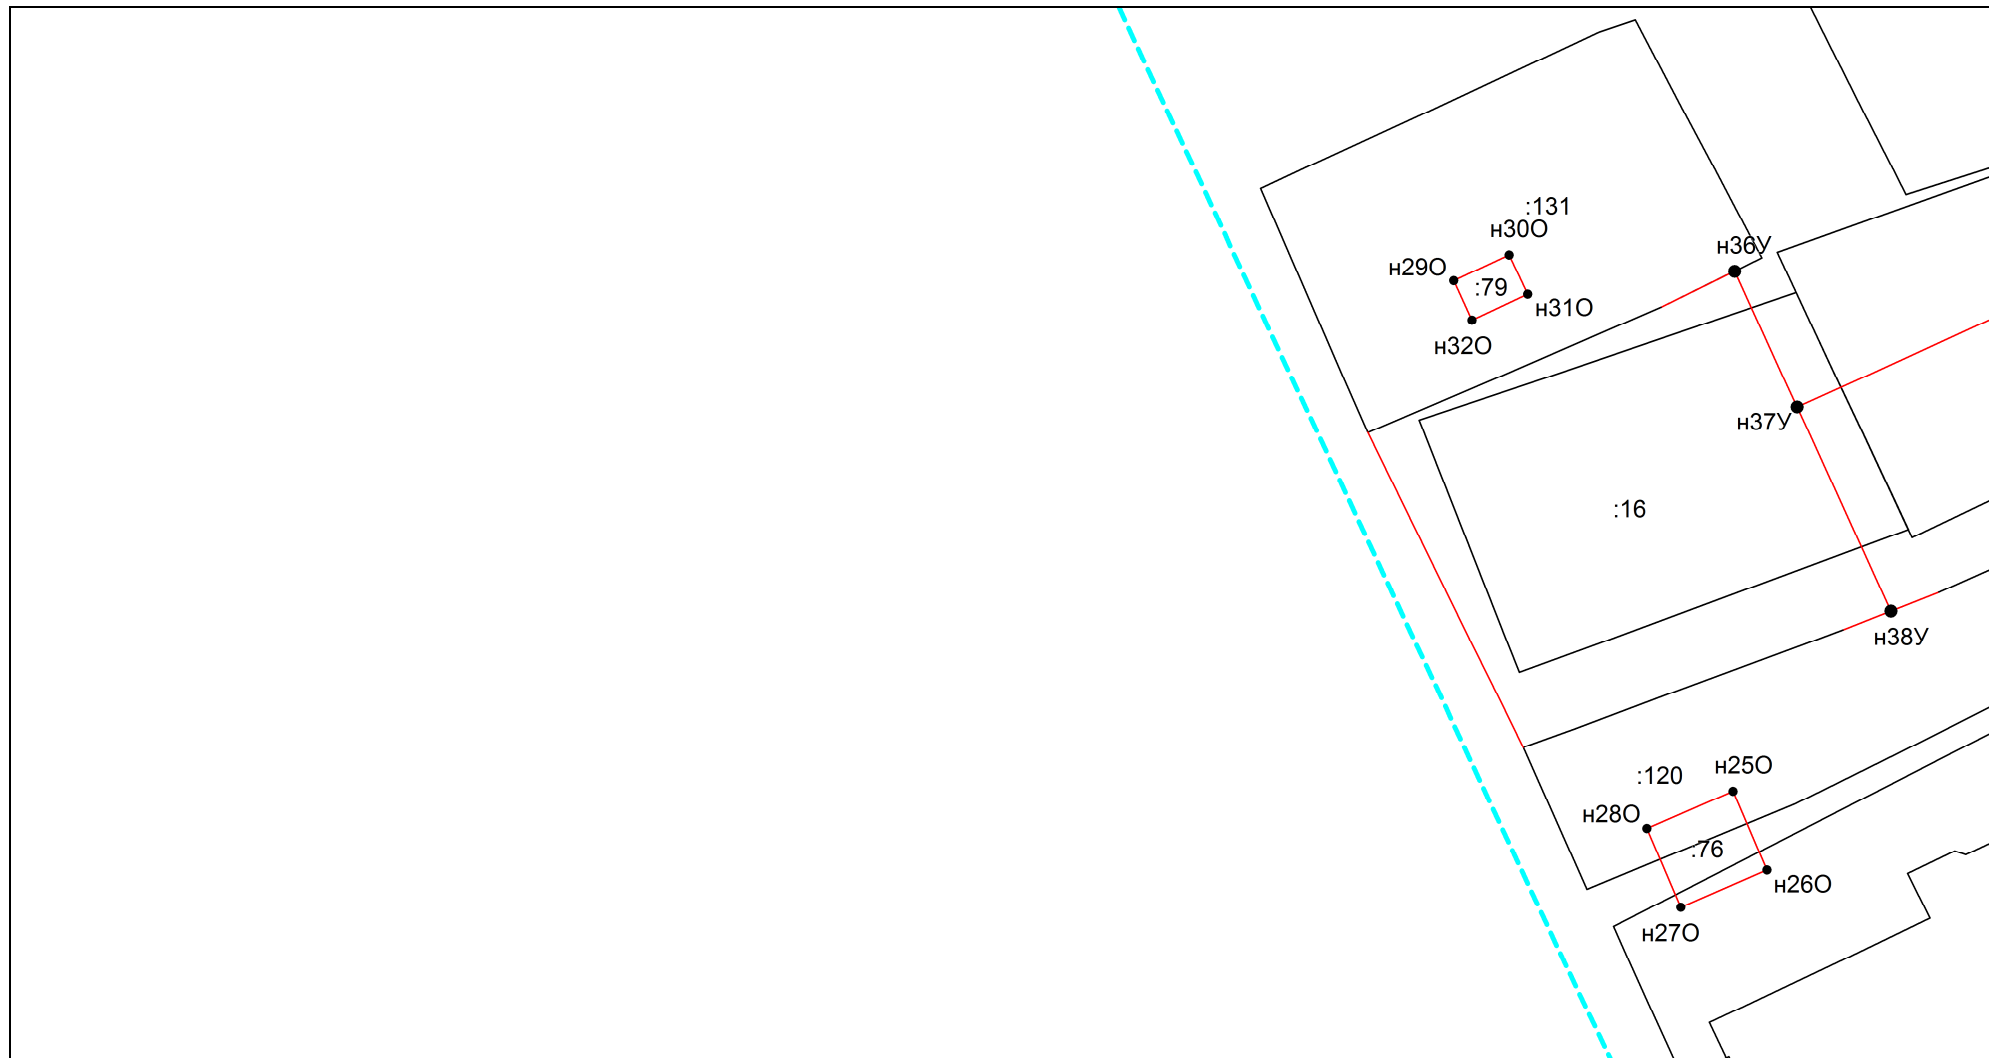 :131
н30О
н36У
н29О
:79
н31О
н32О
н37У
:16
н38У
н25О
:120
н28О
:76
н26О
н27О